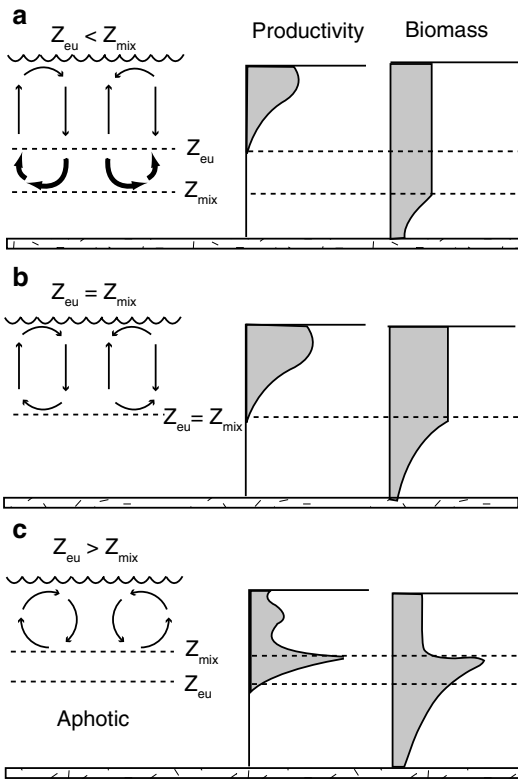 a
Z_eu < Z_mix
Productivity
Biomass
Z_eu
Z_mix
b
Z_eu = Z_mix
Z_eu = Z_mix
c
Z_eu > Z_mix
Z_mix
Z_eu
Aphotic